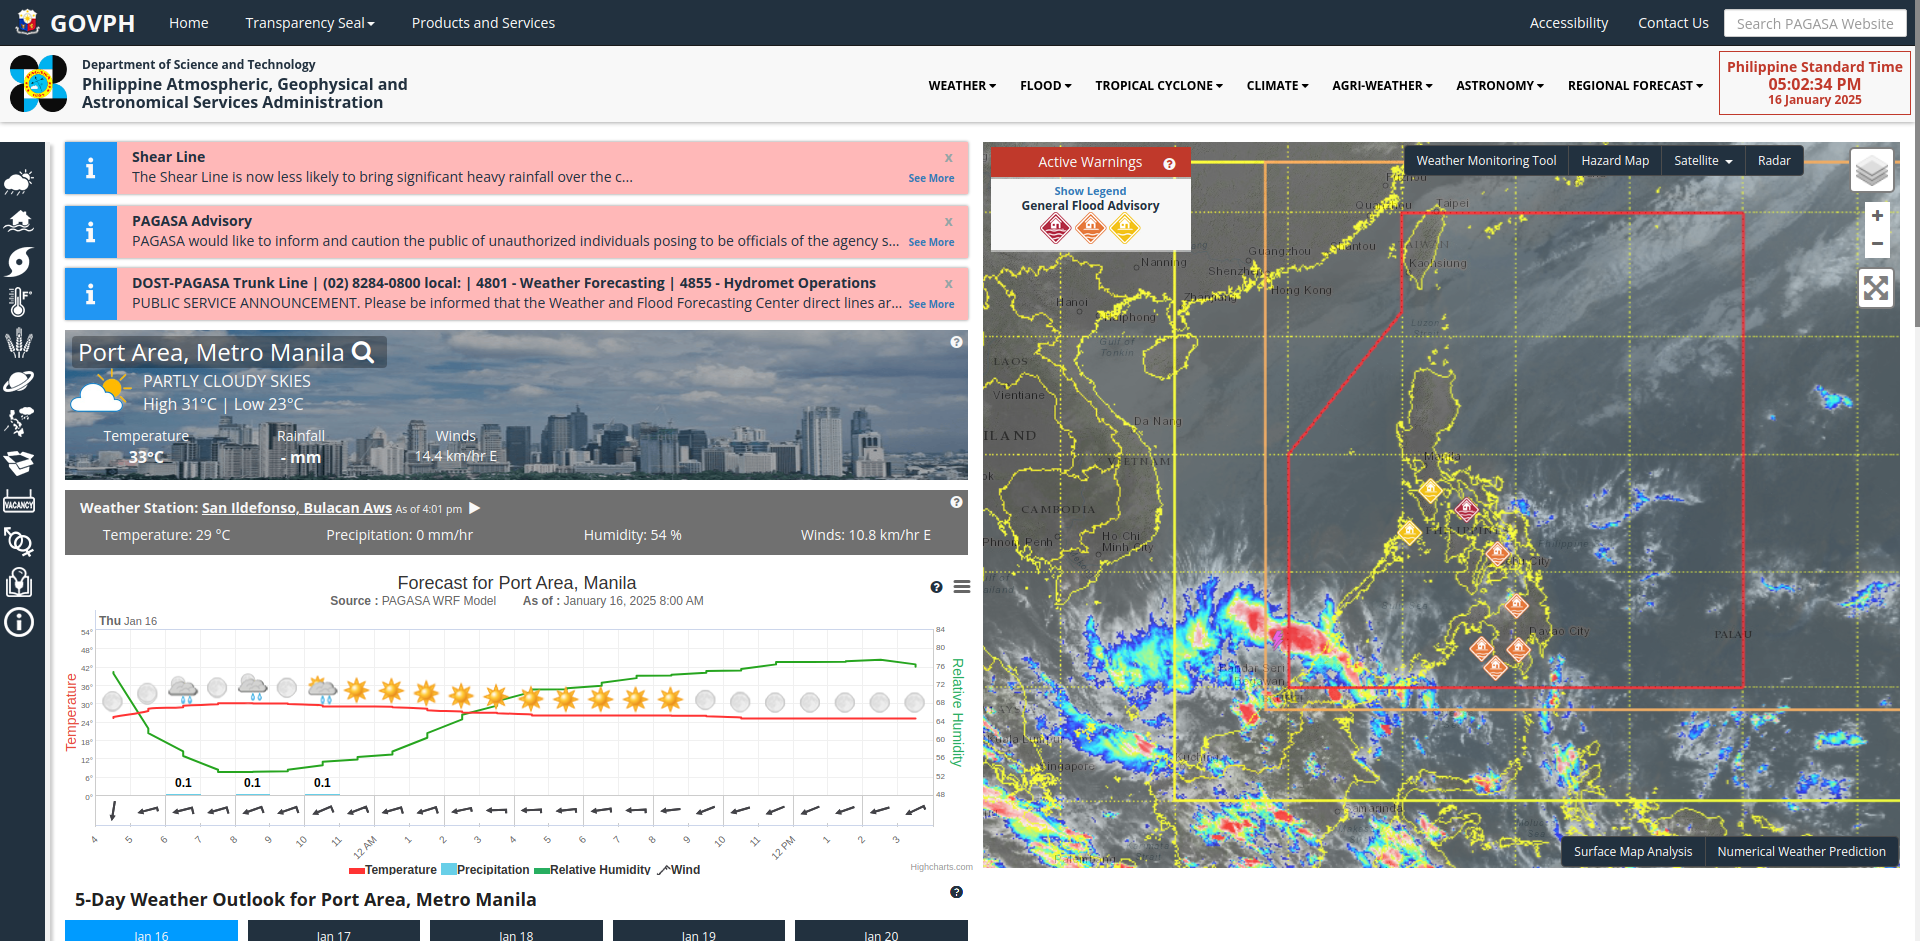 GOVPH
Home
Transparency Seal
Products and Services
Accessibility
Contact Us
Search PAGASA Website
Department of Science and Technology
Philippine Atmospheric, Geophysical and
Astronomical Services Administration
WEATHER
FLOOD
TROPICAL CYCLONE
CLIMATE
AGRI-WEATHER
ASTRONOMY
REGIONAL FORECAST
Philippine Standard Time
05:02:34 PM
16 January 2025
Shear Line
x
The Shear Line is now less likely to bring significant heavy rainfall over the c...
See More
PAGASA Advisory
x
PAGASA would like to inform and caution the public of unauthorized individuals posing to be officials of the agency s...
See More
DOST-PAGASA Trunk Line | (02) 8284-0800 local: | 4801 - Weather Forecasting | 4855 - Hydromet Operations
x
PUBLIC SERVICE ANNOUNCEMENT. Please be informed that the Weather and Flood Forecasting Center direct lines ar...
See More
Port Area, Metro Manila
PARTLY CLOUDY SKIES
High 31°C | Low 23°C
Temperature
33°C
Rainfall
- mm
Winds
14.4 km/hr E
Weather Station: San Ildefonso, Bulacan Aws As of 4:01 pm
Temperature: 29 °C
Precipitation: 0 mm/hr
Humidity: 54 %
Winds: 10.8 km/hr E
VACANCY
Forecast for Port Area, Manila
Source : PAGASA WRF Model As of : January 16, 2025 8:00 AM
Thu Jan 16
Temperature
54°
48°
42°
36°
30°
24°
18°
12°
6°
0°
84
80
76
72
68
64
60
56
52
48
Relative Humidity
0.1
0.1
0.1
4 5 6 7 8 9 10 11 12 AM 1 2 3 4 5 6 7 8 9 10 11 12 PM 1 2 3
Temperature
Precipitation
Relative Humidity
Wind
Highcharts.com
5-Day Weather Outlook for Port Area, Metro Manila
Jan 16
Jan 17
Jan 18
Jan 19
Jan 20
Active Warnings
Show Legend
General Flood Advisory
Weather Monitoring Tool
Hazard Map
Satellite
Radar
+
−
Taipei
Guangzhou
Nanning
Shenzhen
Kaohsiung
Hong Kong
Hanoi
Gulf of
Tonkin
Luzon
LAOS
Vientiane
Da Nang
VIETNAM
CAMBODIA
Phnom Penh
Ho Chi
Minh City
Davao City
PALAU
Bandar Seri
Begawan
Singapore
Kuching
Samarinda
Palembang
Surface Map Analysis
Numerical Weather Prediction